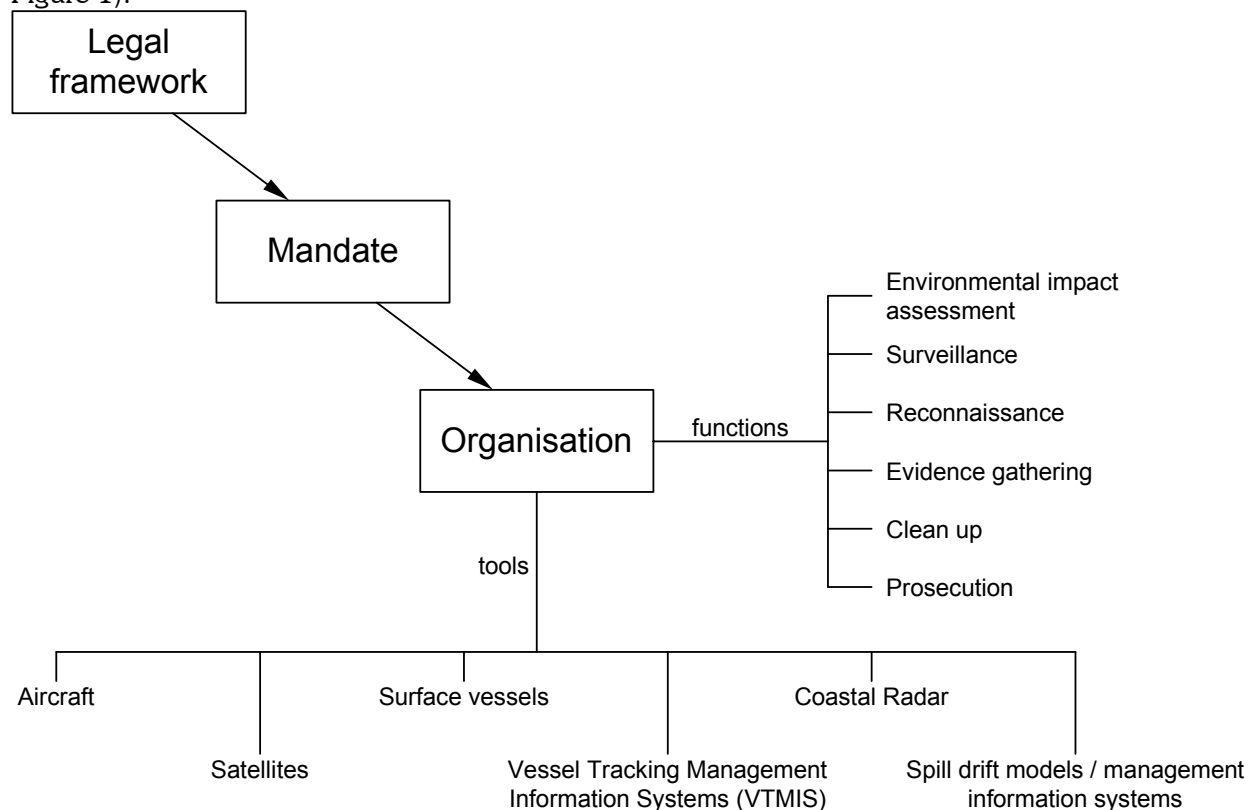 Figure 1).
Legal
framework
Mandate
Organisation
functions
Environmental impact
assessment
Surveillance
Reconnaissance
Evidence gathering
Clean up
Prosecution
tools
Aircraft
Surface vessels
Coastal Radar
Satellites
Vessel Tracking Management
Information Systems (VTMIS)
Spill drift models / management
information systems